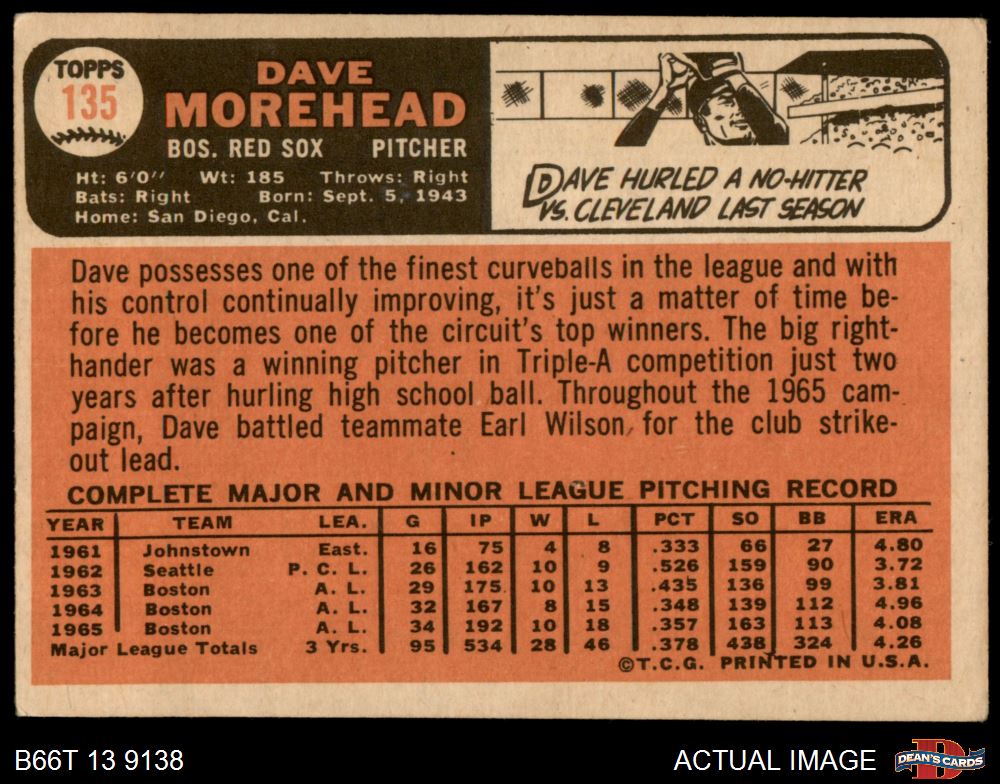 TOPPS
135
DAVE
MOREHEAD
BOS. RED SOX PITCHER
Ht: 6'0" Wt: 185 Throws: Right
Bats: Right Born: Sept. 5, 1943
Home: San Diego, Cal.
DAVE HURLED A NO-HITTER
VS. CLEVELAND LAST SEASON
Dave possesses one of the finest curveballs in the league and with
his control continually improving, it's just a matter of time be-
fore he becomes one of the circuit's top winners. The big right-
hander was a winning pitcher in Triple-A competition just two
years after hurling high school ball. Throughout the 1965 cam-
paign, Dave battled teammate Earl Wilson for the club strike-
out lead.
COMPLETE MAJOR AND MINOR LEAGUE PITCHING RECORD
YEAR TEAM LEA. G IP W L PCT SO BB ERA
1961 Johnstown East. 16 75 4 8 .333 66 27 4.80
1962 Seattle P. C. L. 26 162 10 9 .526 159 90 3.72
1963 Boston A. L. 29 175 10 13 .435 136 99 3.81
1964 Boston A. L. 32 167 8 15 .348 139 112 4.96
1965 Boston A. L. 34 192 10 18 .357 163 113 4.08
Major League Totals 3 Yrs. 95 534 28 46 .378 438 324 4.26
©T.C.G. PRINTED IN U.S.A.
B66T 13 9138
ACTUAL IMAGE
D
DEAN'S CARDS